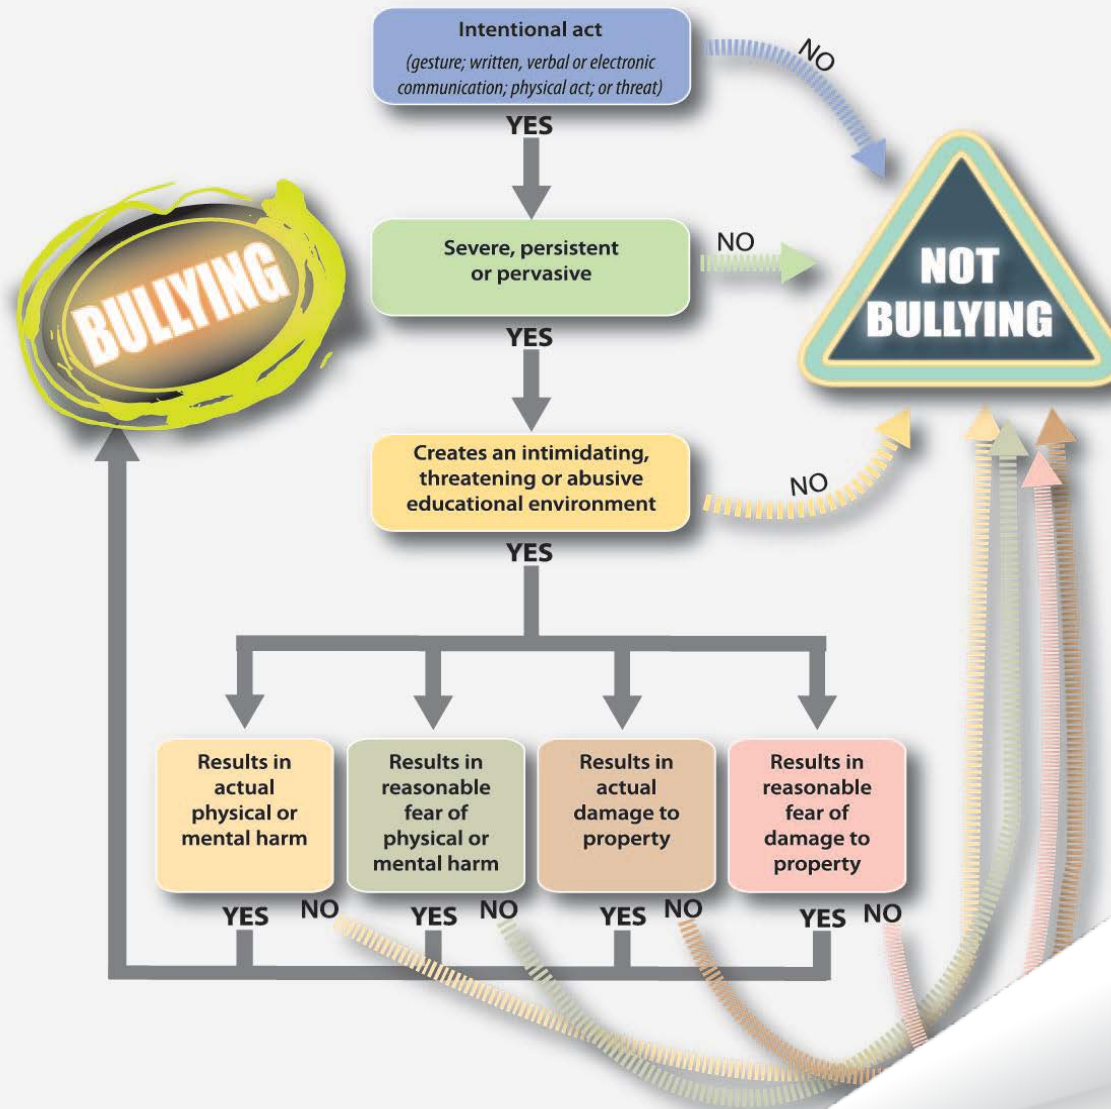 Intentional act
(gesture; written, verbal or electronic
communication; physical act; or threat)
NO
YES
BULLYING
Severe, persistent
or pervasive
NO
NOT
BULLYING
YES
Creates an intimidating,
threatening or abusive
educational environment
NO
YES
Results in
actual
physical or
mental harm
Results in
reasonable
fear of
physical or
mental harm
Results in
actual
damage to
property
Results in
reasonable
fear of
damage to
property
YES NO
YES NO
YES NO
YES NO